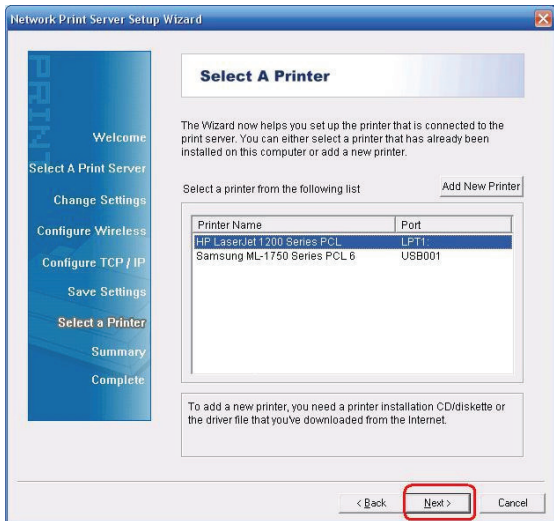 Network Print Server Setup Wizard
PRINT
Select A Printer
Welcome
Select A Print Server
Change Settings
Configure Wireless
Configure TCP / IP
Save Settings
Select a Printer
Summary
Complete
The Wizard now helps you set up the printer that is connected to the
print server. You can either select a printer that has already been
installed on this computer or add a new printer.
Select a printer from the following list
Add New Printer
Printer Name Port
HP LaserJet 1200 Series PCL LPT1:
Samsung ML-1750 Series PCL 6 USB001
To add a new printer, you need a printer installation CD/diskette or
the driver file that you've downloaded from the Internet.
< Back Next > Cancel